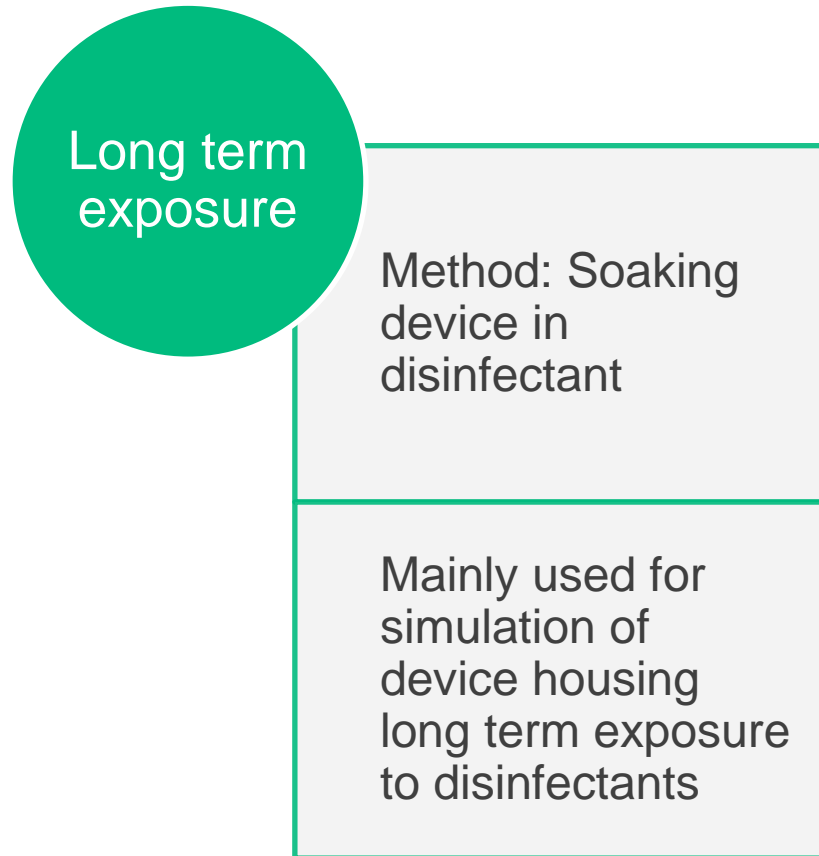 Long term
exposure
Method: Soaking
device in
disinfectant
Mainly used for
simulation of
device housing
long term exposure
to disinfectants